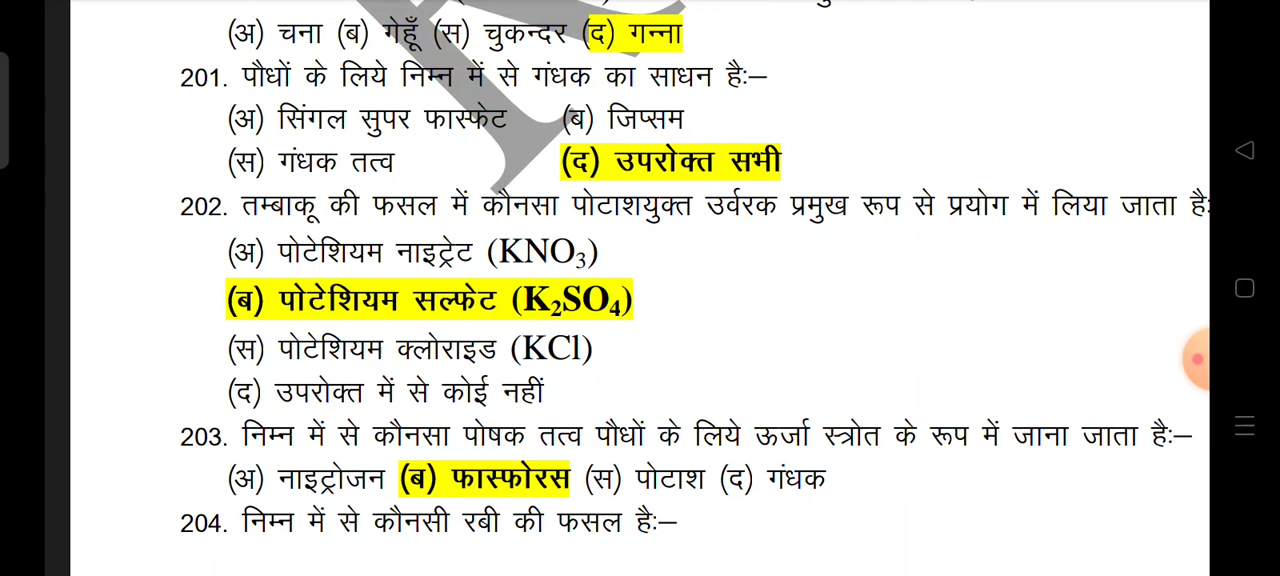 (अ) चना (ब) गेहूँ (स) चुकन्दर (द) गन्ना
201. पौधों के लिये निम्न में से गंधक का साधन है:–
(अ) सिंगल सुपर फास्फेट (ब) जिप्सम
(स) गंधक तत्व (द) उपरोक्त सभी
202. तम्बाकू की फसल में कौनसा पोटाशयुक्त उर्वरक प्रमुख रूप से प्रयोग में लिया जाता है:
(अ) पोटेशियम नाइट्रेट (KNO₃)
(ब) पोटेशियम सल्फेट (K₂SO₄)
(स) पोटेशियम क्लोराइड (KCl)
(द) उपरोक्त में से कोई नहीं
203. निम्न में से कौनसा पोषक तत्व पौधों के लिये ऊर्जा स्त्रोत के रूप में जाना जाता है:–
(अ) नाइट्रोजन (ब) फास्फोरस (स) पोटाश (द) गंधक
204. निम्न में से कौनसी रबी की फसल है:–